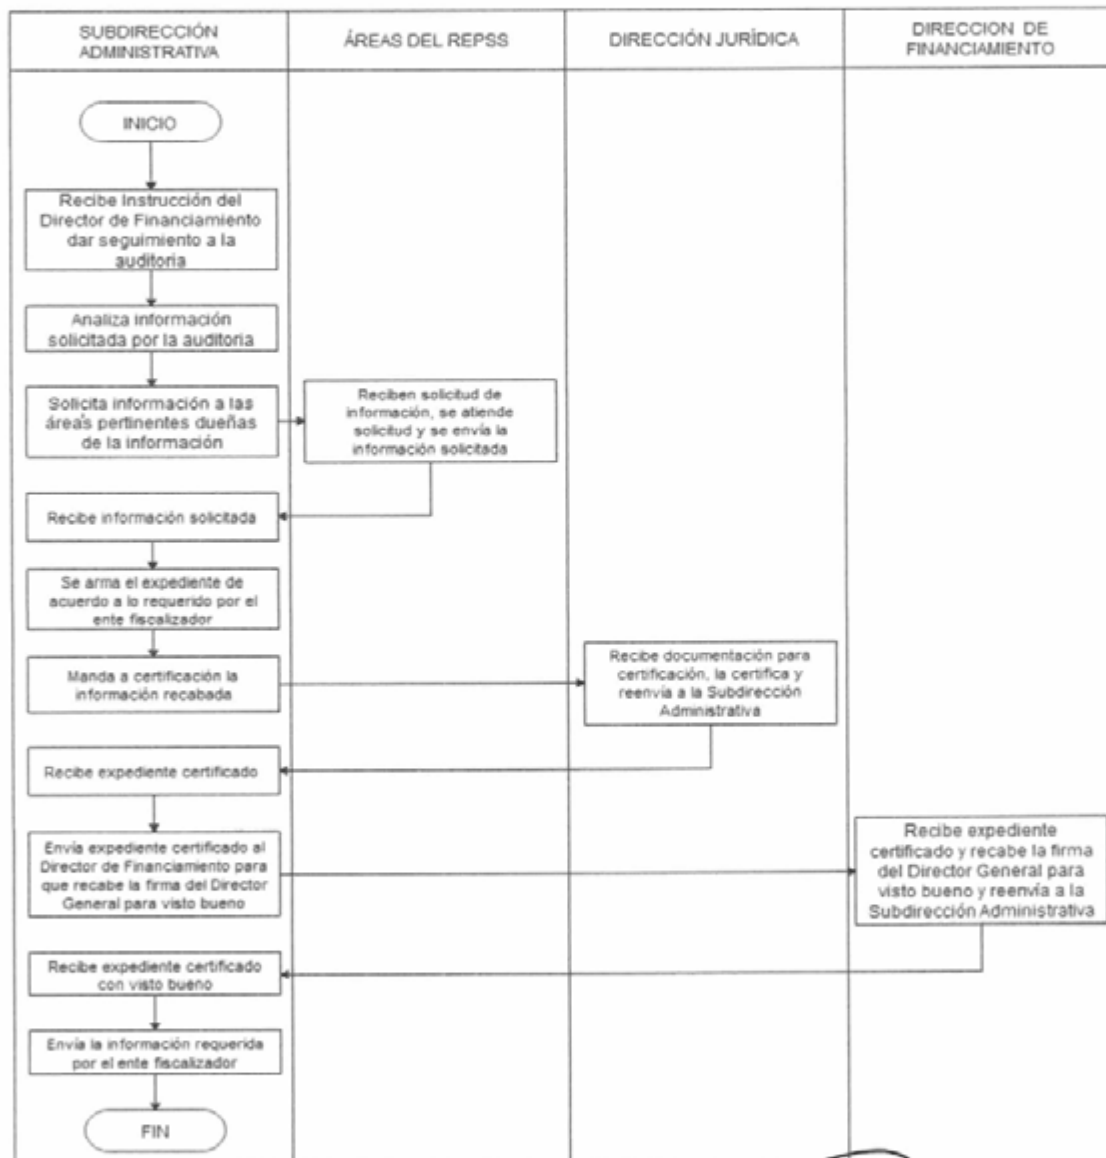 SUBDIRECCIÓN
ADMINISTRATIVA
ÁREAS DEL REPSS
DIRECCIÓN JURÍDICA
DIRECCION DE
FINANCIAMIENTO
INICIO
Recibe Instrucción del
Director de Financiamiento
dar seguimiento a la
auditoria
Analiza información
solicitada por la auditoria
Solicita información a las
áreas pertinentes dueñas
de la información
Reciben solicitud de
información, se atiende
solicitud y se envía la
información solicitada
Recibe información solicitada
Se arma el expediente de
acuerdo a lo requerido por el
ente fiscalizador
Manda a certificación la
información recabada
Recibe documentación para
certificación, la certifica y
reenvía a la Subdirección
Administrativa
Recibe expediente certificado
Envía expediente certificado al
Director de Financiamiento para
que recabe la firma del Director
General para visto bueno
Recibe expediente
certificado y recabe la firma
del Director General para
visto bueno y reenvía a la
Subdirección Administrativa
Recibe expediente certificado
con visto bueno
Envía la información requerida
por el ente fiscalizador
FIN